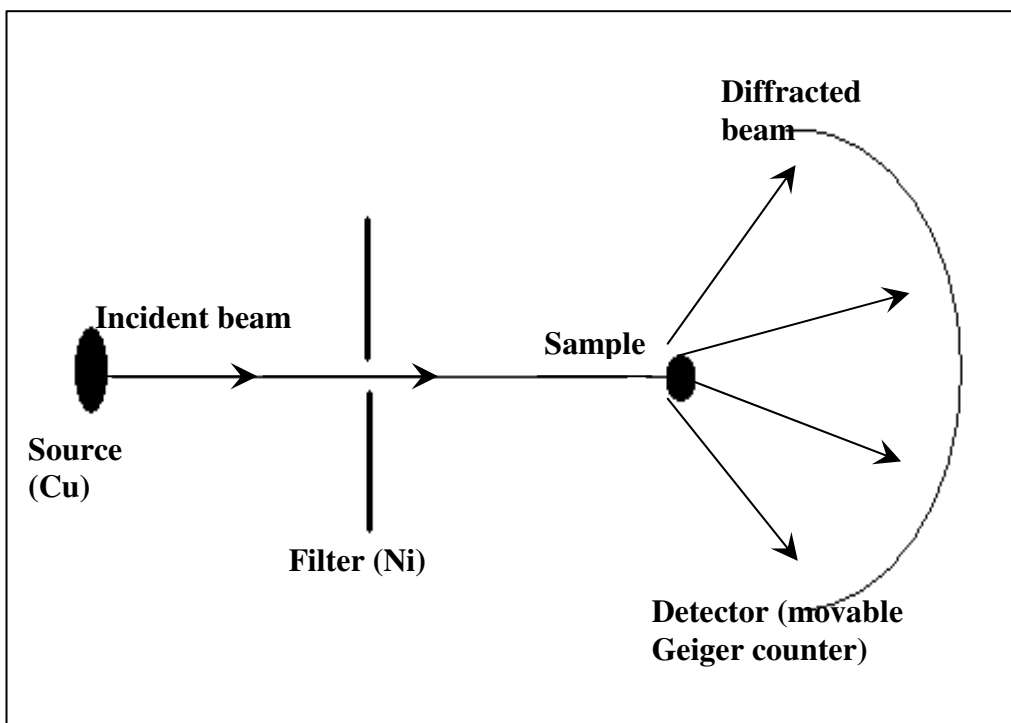 Diffracted
beam
Incident beam
Sample
Source
(Cu)
Filter (Ni)
Detector (movable
Geiger counter)